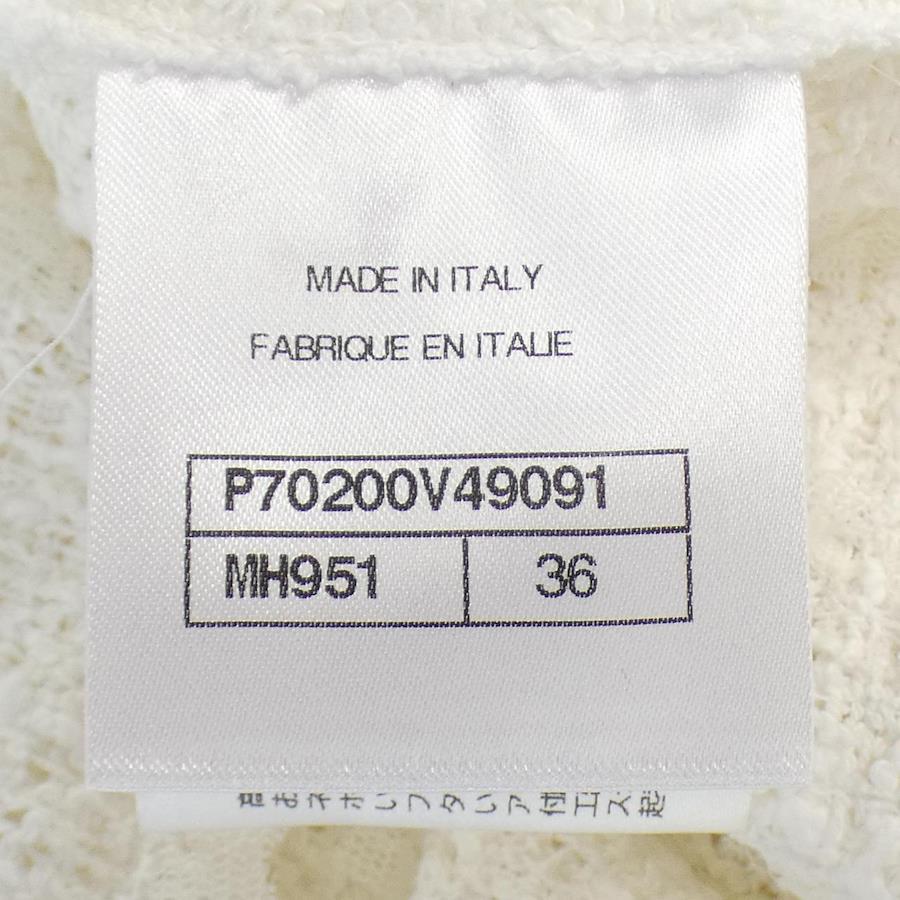 MADE IN ITALY
FABRIQUE EN ITALIE
P70200V49091
MH951 36